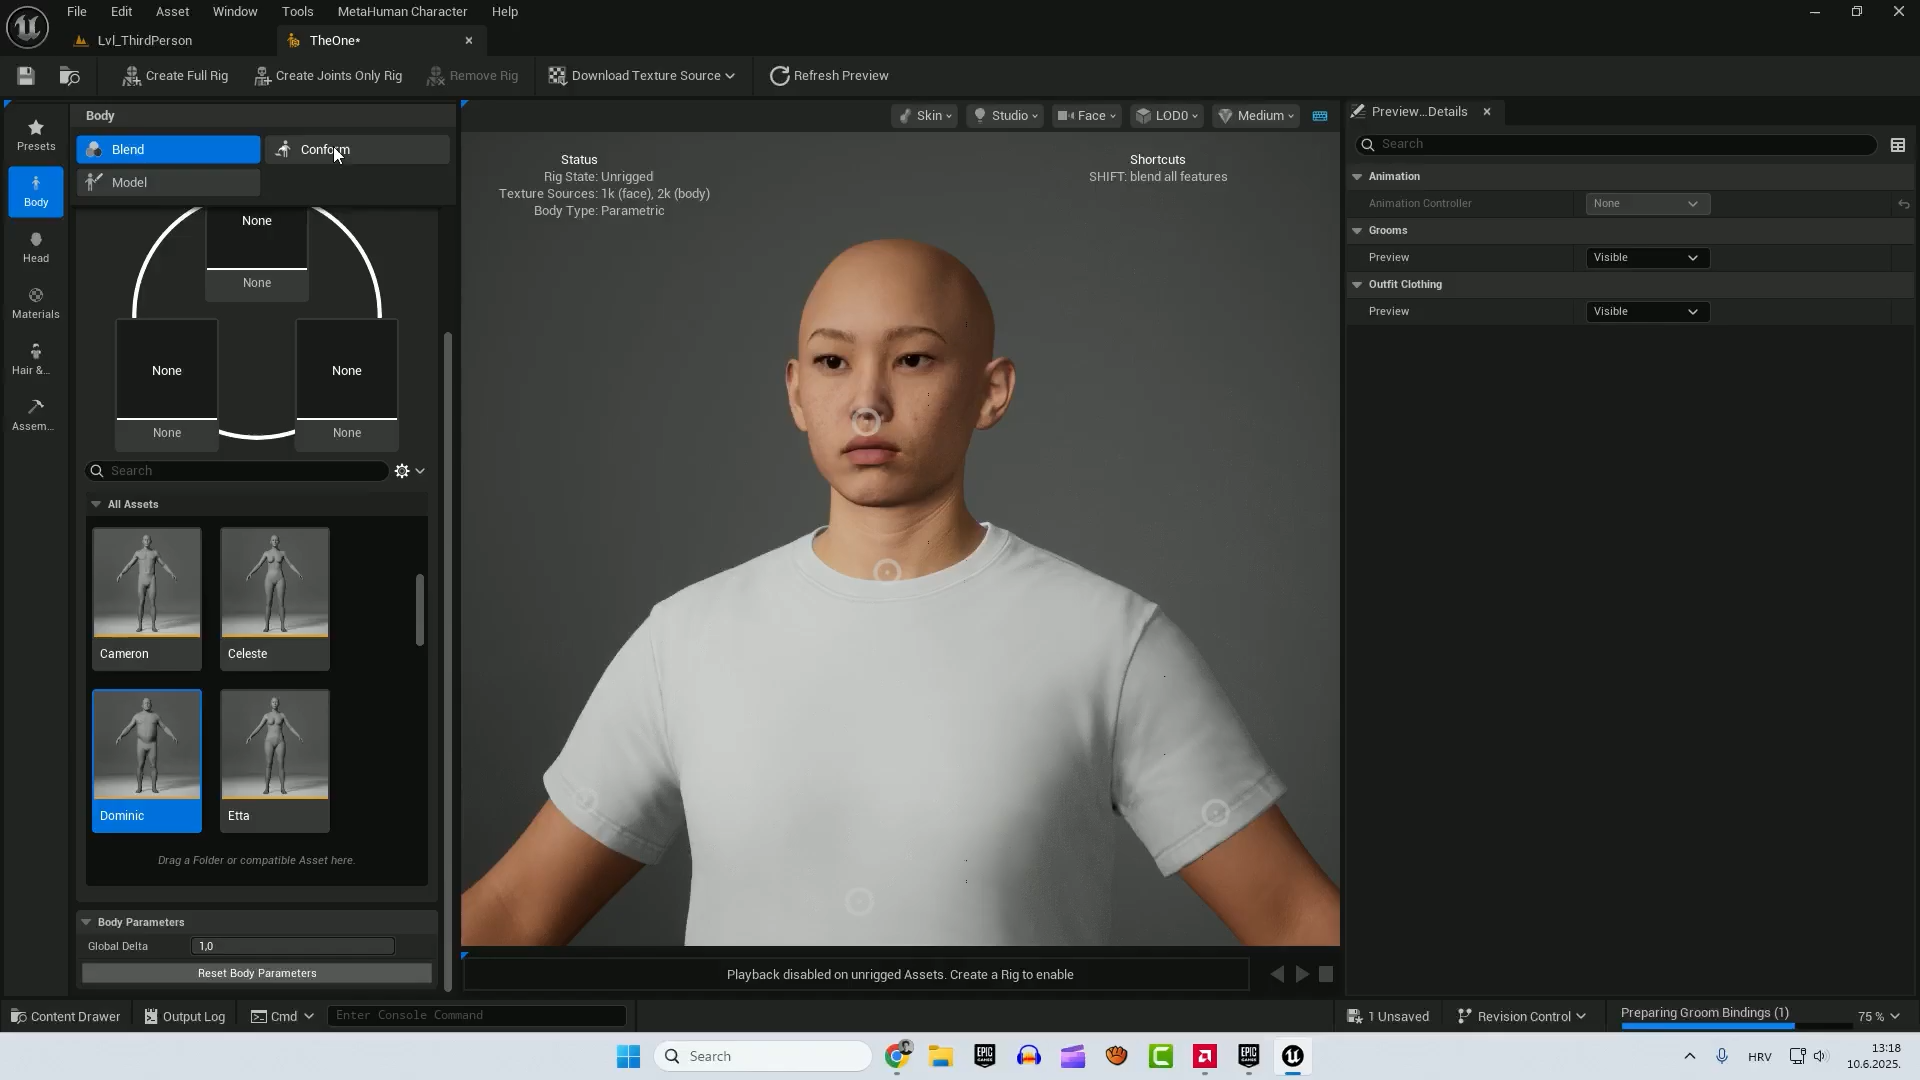 File Edit Asset Window Tools MetaHuman Character Help
Lvl_ThirdPerson
TheOne*
Create Full Rig
Create Joints Only Rig
Remove Rig
Download Texture Source
Refresh Preview
Presets
Body
Head
Materials
Hair &...
Assem...
Body
Blend
Conform
Model
None
None
None
None
None
None
Search
All Assets
Cameron
Celeste
Dominic
Etta
Drag a Folder or compatible Asset here.
Body Parameters
Global Delta 1,0
Reset Body Parameters
Skin
Studio
Face
LOD0
Medium
Status
Rig State: Unrigged
Texture Sources: 1k (face), 2k (body)
Body Type: Parametric
Shortcuts
SHIFT: blend all features
Playback disabled on unrigged Assets. Create a Rig to enable
Preview...Details
Search
Animation
Animation Controller None
Grooms
Preview Visible
Outfit Clothing
Preview Visible
Content Drawer
Output Log
Cmd
Enter Console Command
1 Unsaved
Revision Control
Preparing Groom Bindings (1)
75 %
Search
EPIC GAMES
EPIC GAMES
HRV
13:18
10.6.2025.